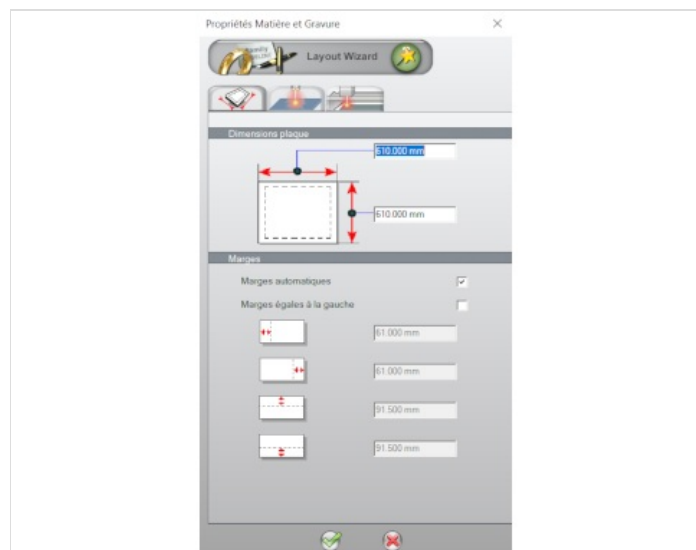 Propriétés Matière et Gravure
Layout Wizard
Dimensions plaque
610.000 mm
610.000 mm
Marges
Marges automatiques
Marges égales à la gauche
61.000 mm
61.000 mm
91.500 mm
91.500 mm